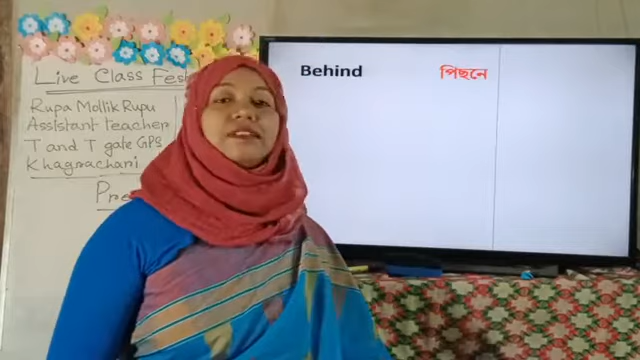 Live Class Fest
Rupa Mollik Rupu
Assistant teacher
T and T gate GPS
Khagrachari
Pre
Behind পিছনে